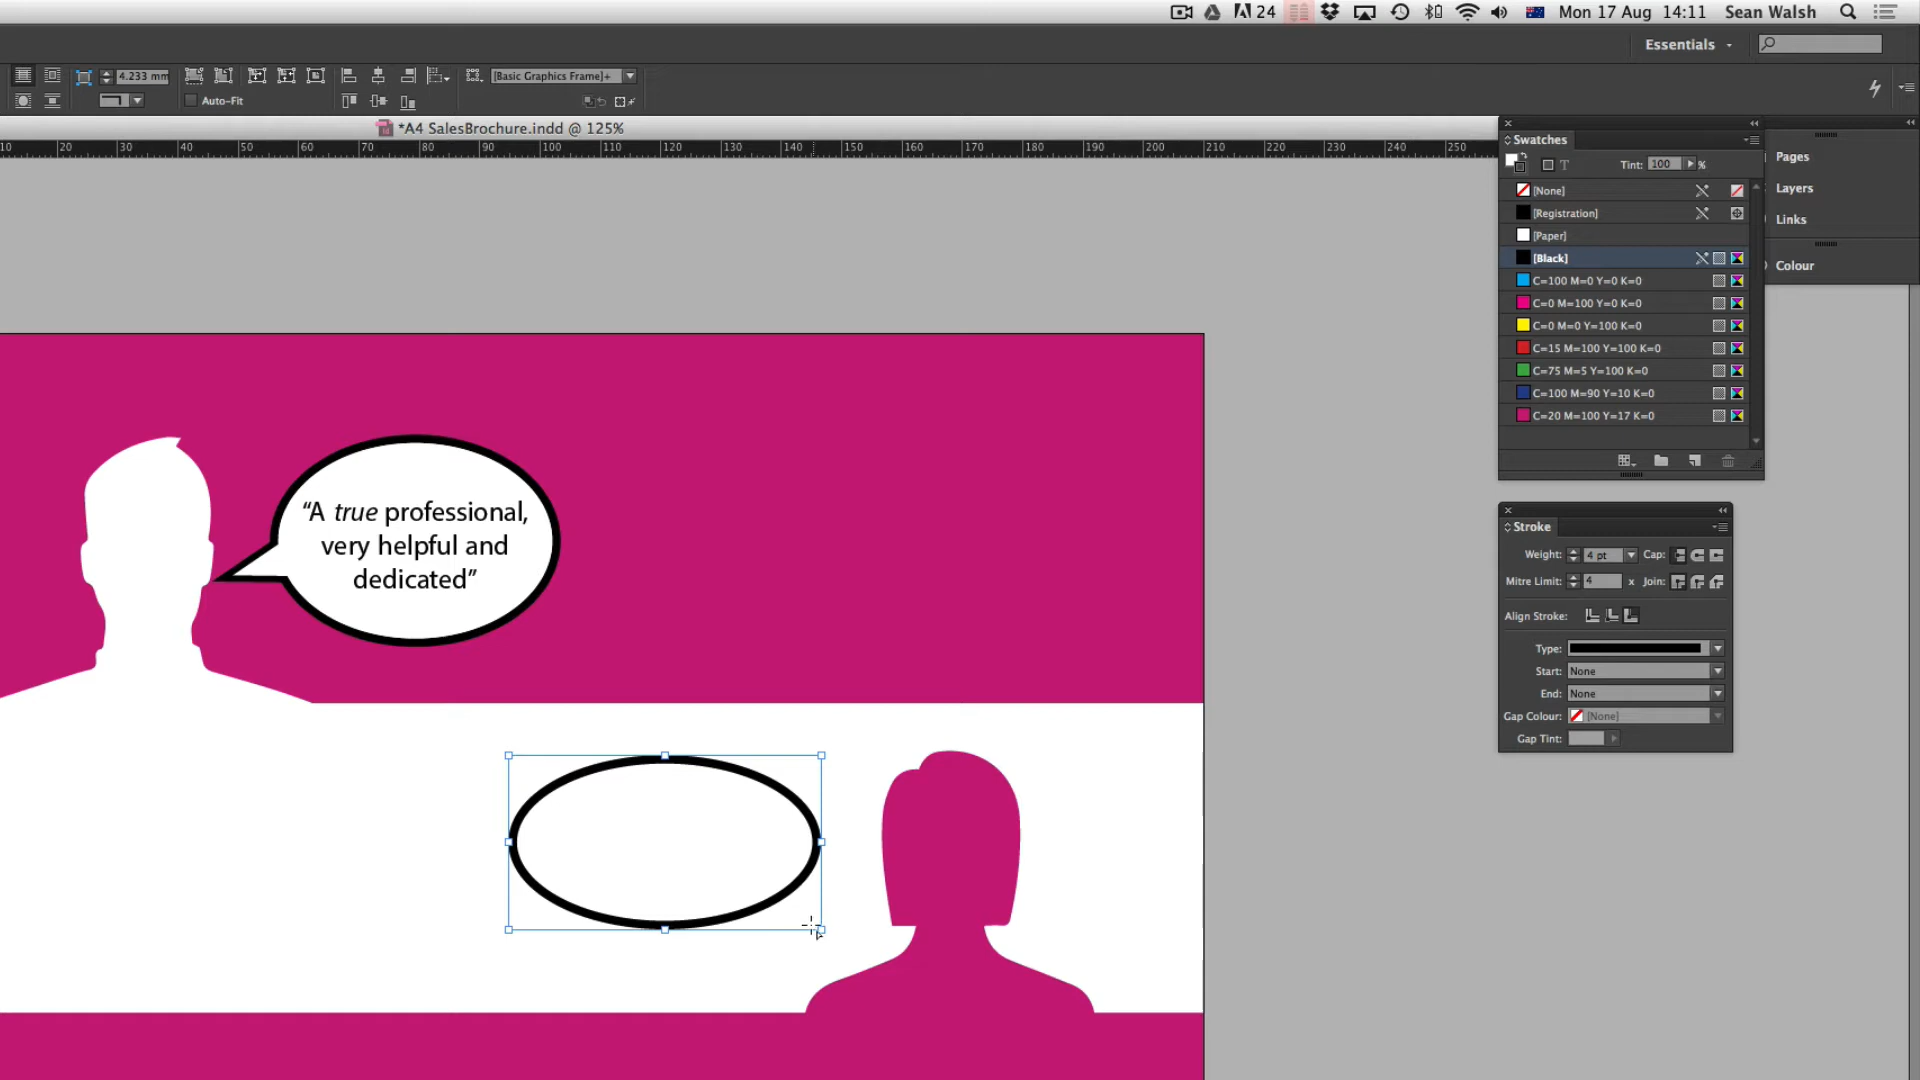 24
Mon 17 Aug 14:11 Sean Walsh
Essentials
4.233 mm
[Basic Graphics Frame]+
Auto-Fit
*A4 SalesBrochure.indd @ 125%
10 20 30 40 50 60 70 80 90 100 110 120 130 140 150 160 170 180 190 200 210 220 230 240 250
Swatches
T Tint: 100 %
[None]
[Registration]
[Paper]
[Black]
C=100 M=0 Y=0 K=0
C=0 M=100 Y=0 K=0
C=0 M=0 Y=100 K=0
C=15 M=100 Y=100 K=0
C=75 M=5 Y=100 K=0
C=100 M=90 Y=10 K=0
C=20 M=100 Y=17 K=0
Pages
Layers
Links
Colour
“A true professional,
very helpful and
dedicated”
Stroke
Weight: 4 pt Cap:
Mitre Limit: 4 x Join:
Align Stroke:
Type:
Start: None
End: None
Gap Colour: [None]
Gap Tint: